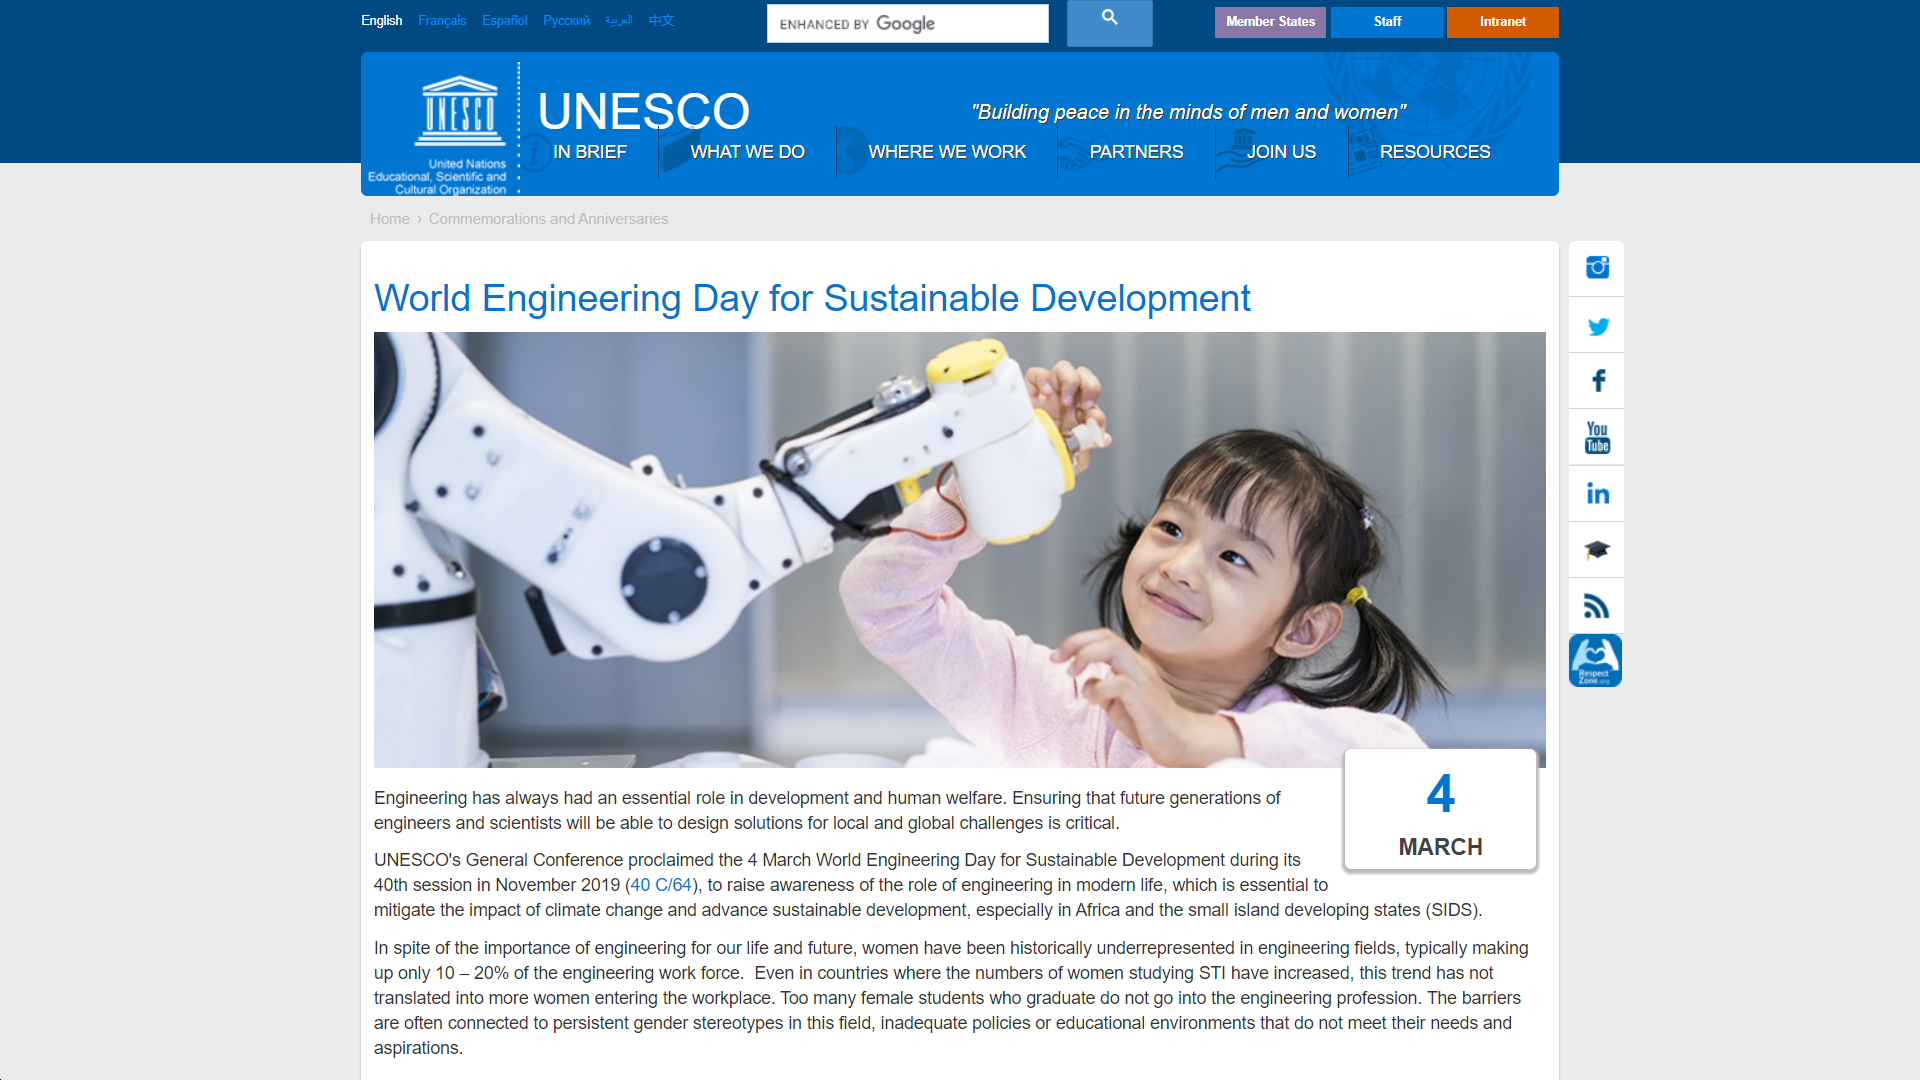 English Français Español Русский العربية 中文
ENHANCED BY Google
Member States Staff Intranet
UNESCO
United Nations
Educational, Scientific and
Cultural Organization
UNESCO
"Building peace in the minds of men and women"
IN BRIEF WHAT WE DO WHERE WE WORK PARTNERS JOIN US RESOURCES
Home › Commemorations and Anniversaries
World Engineering Day for Sustainable Development
You
Tube
in
Respect
Zone.org
4
MARCH
Engineering has always had an essential role in development and human welfare. Ensuring that future generations of
engineers and scientists will be able to design solutions for local and global challenges is critical.
UNESCO's General Conference proclaimed the 4 March World Engineering Day for Sustainable Development during its
40th session in November 2019 (40 C/64), to raise awareness of the role of engineering in modern life, which is essential to
mitigate the impact of climate change and advance sustainable development, especially in Africa and the small island developing states (SIDS).
In spite of the importance of engineering for our life and future, women have been historically underrepresented in engineering fields, typically making
up only 10 – 20% of the engineering work force.  Even in countries where the numbers of women studying STI have increased, this trend has not
translated into more women entering the workplace. Too many female students who graduate do not go into the engineering profession. The barriers
are often connected to persistent gender stereotypes in this field, inadequate policies or educational environments that do not meet their needs and
aspirations.